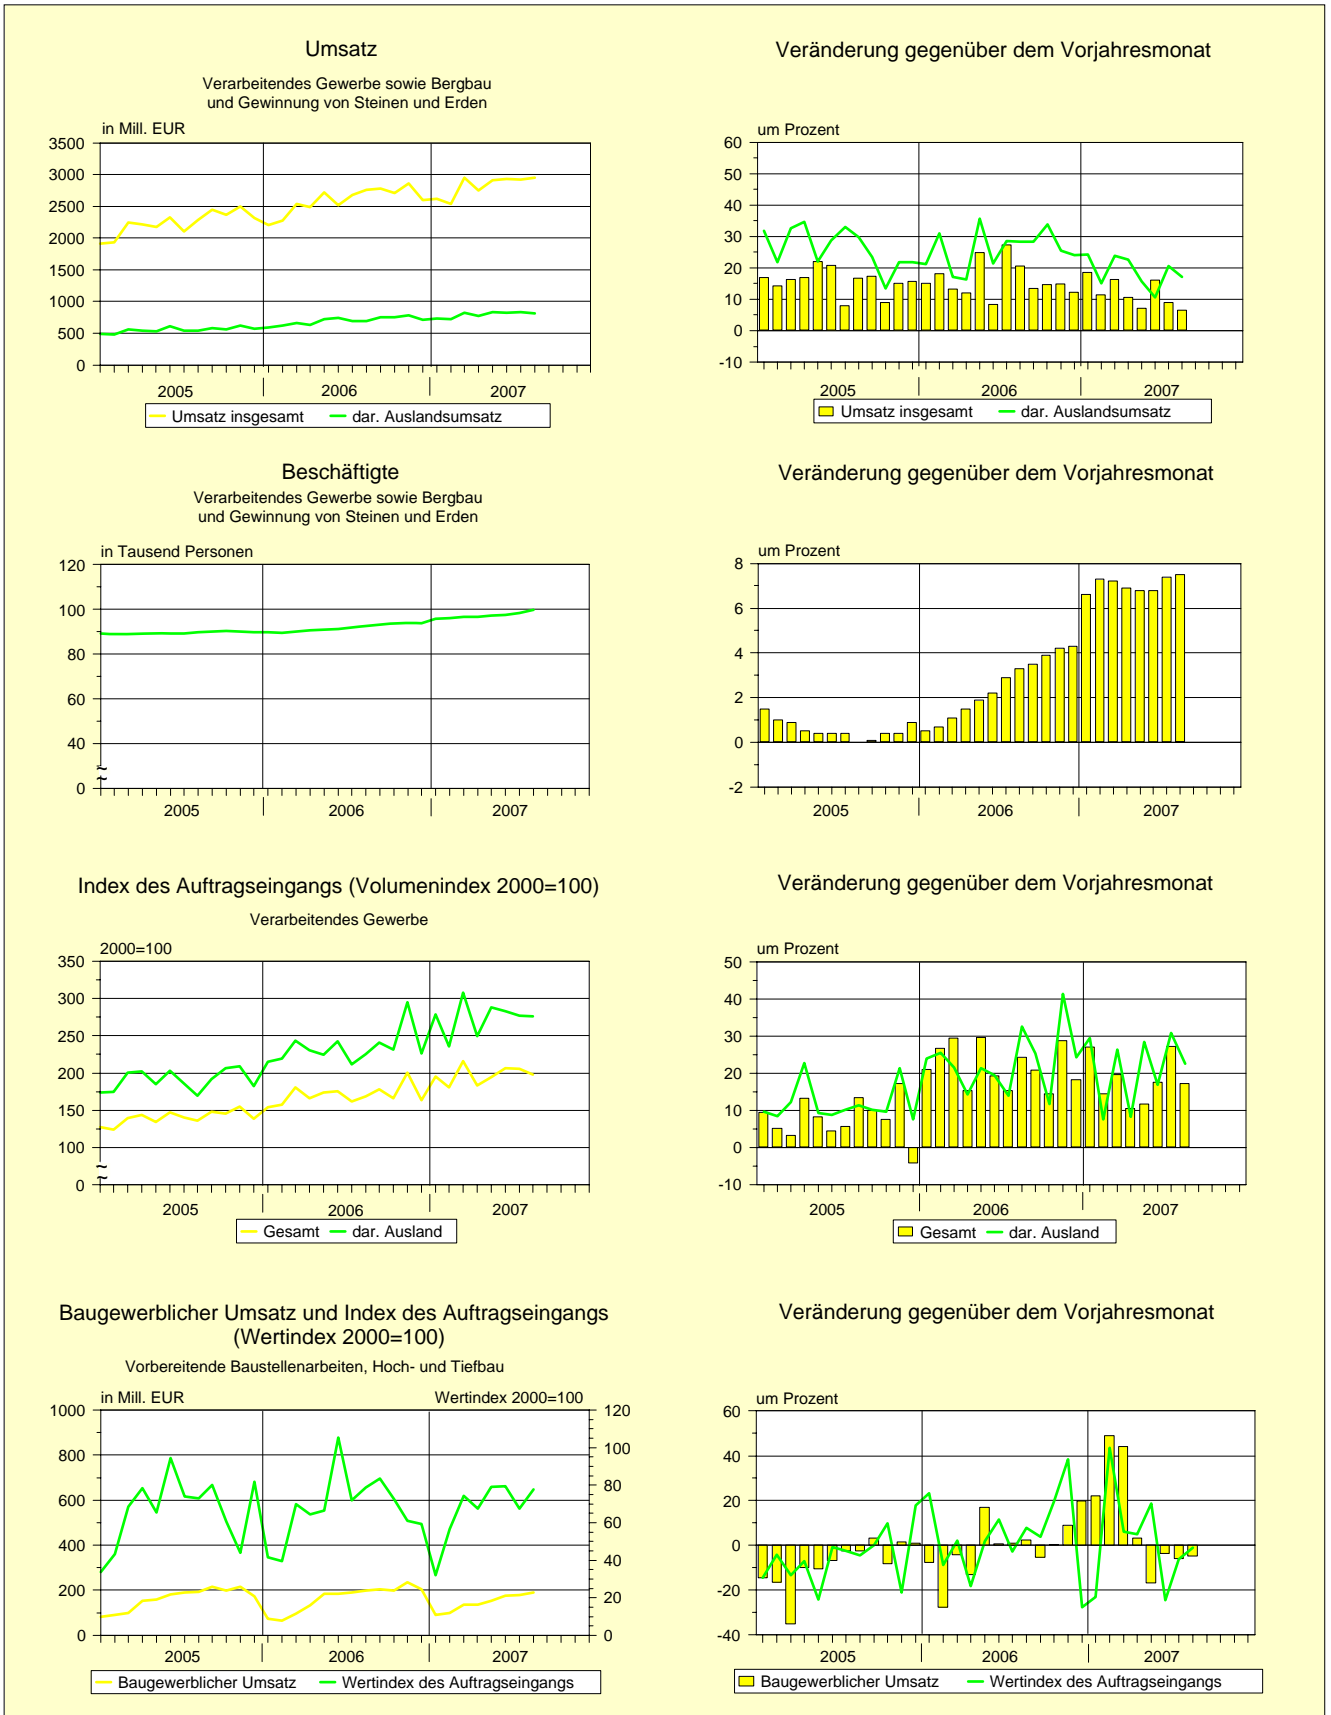 Umsatz
Verarbeitendes Gewerbe sowie Bergbau
und Gewinnung von Steinen und Erden
in Mill. EUR
3500
3000
2500
2000
1500
1000
500
0
2005
2006
2007
Umsatz insgesamt
dar. Auslandsumsatz
Veränderung gegenüber dem Vorjahresmonat
um Prozent
60
50
40
30
20
10
0
-10
2005
2006
2007
Umsatz insgesamt
dar. Auslandsumsatz
Beschäftigte
Verarbeitendes Gewerbe sowie Bergbau
und Gewinnung von Steinen und Erden
in Tausend Personen
120
100
80
60
40
0
2005
2006
2007
Veränderung gegenüber dem Vorjahresmonat
um Prozent
8
6
4
2
0
-2
2005
2006
2007
Index des Auftragseingangs (Volumenindex 2000=100)
Verarbeitendes Gewerbe
2000=100
350
300
250
200
150
100
0
2005
2006
2007
Gesamt
dar. Ausland
Veränderung gegenüber dem Vorjahresmonat
um Prozent
50
40
30
20
10
0
-10
2005
2006
2007
Gesamt
dar. Ausland
Baugewerblicher Umsatz und Index des Auftragseingangs
(Wertindex 2000=100)
Vorbereitende Baustellenarbeiten, Hoch- und Tiefbau
in Mill. EUR
Wertindex 2000=100
1000
800
600
400
200
0
120
100
80
60
40
20
0
2005
2006
2007
Baugewerblicher Umsatz
Wertindex des Auftragseingangs
Veränderung gegenüber dem Vorjahresmonat
um Prozent
60
40
20
0
-20
-40
2005
2006
2007
Baugewerblicher Umsatz
Wertindex des Auftragseingangs